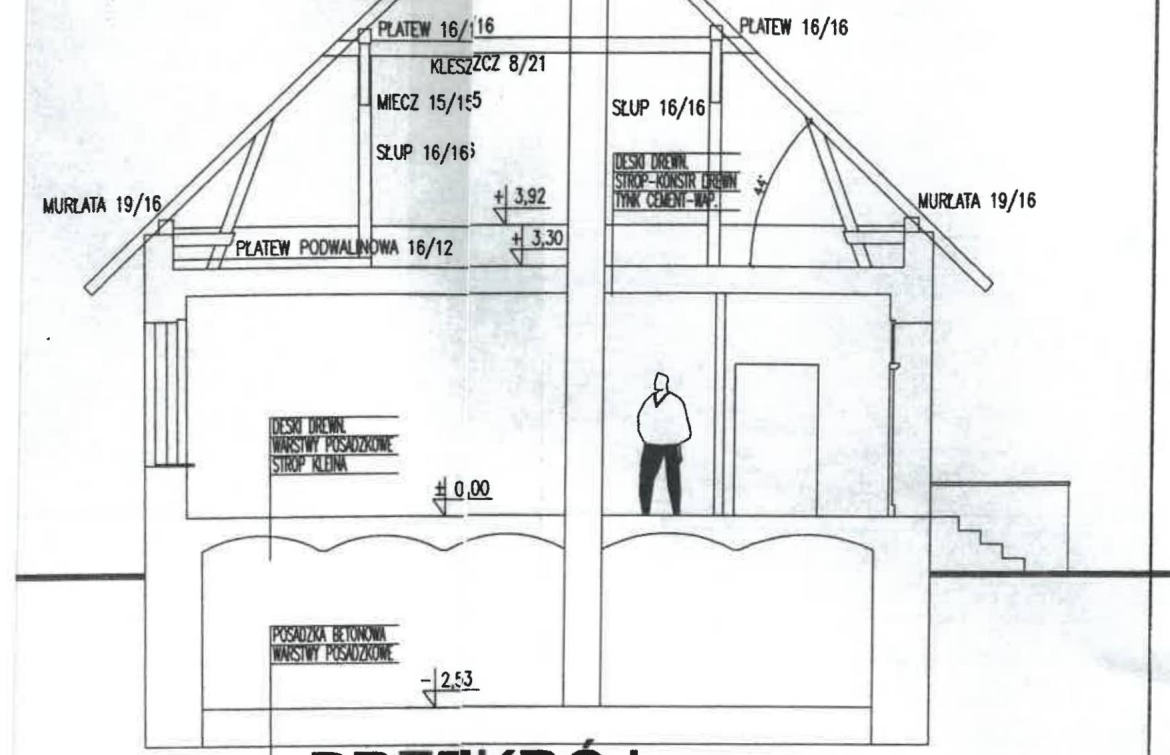 PŁATEW 16/16
PŁATEW 16/16
KLESZCZ 8/21
MIECZ 15/15
SŁUP 16/16
SŁUP 16/16
DESKI DREWN.
STROP-KONSTR DREWN
TYNK CEMENT-WAP.
44°
MURŁATA 19/16
MURŁATA 19/16
+ 3,92
+ 3,30
PŁATEW PODWALINOWA 16/12
DESKI DREWN.
WARSTWY POSADZKOWE
STROP KLEINA
± 0,00
POSADZKA BETONOWA
WARSTWY POSADZKOWE
- 2,53
PRZEKRÓJ